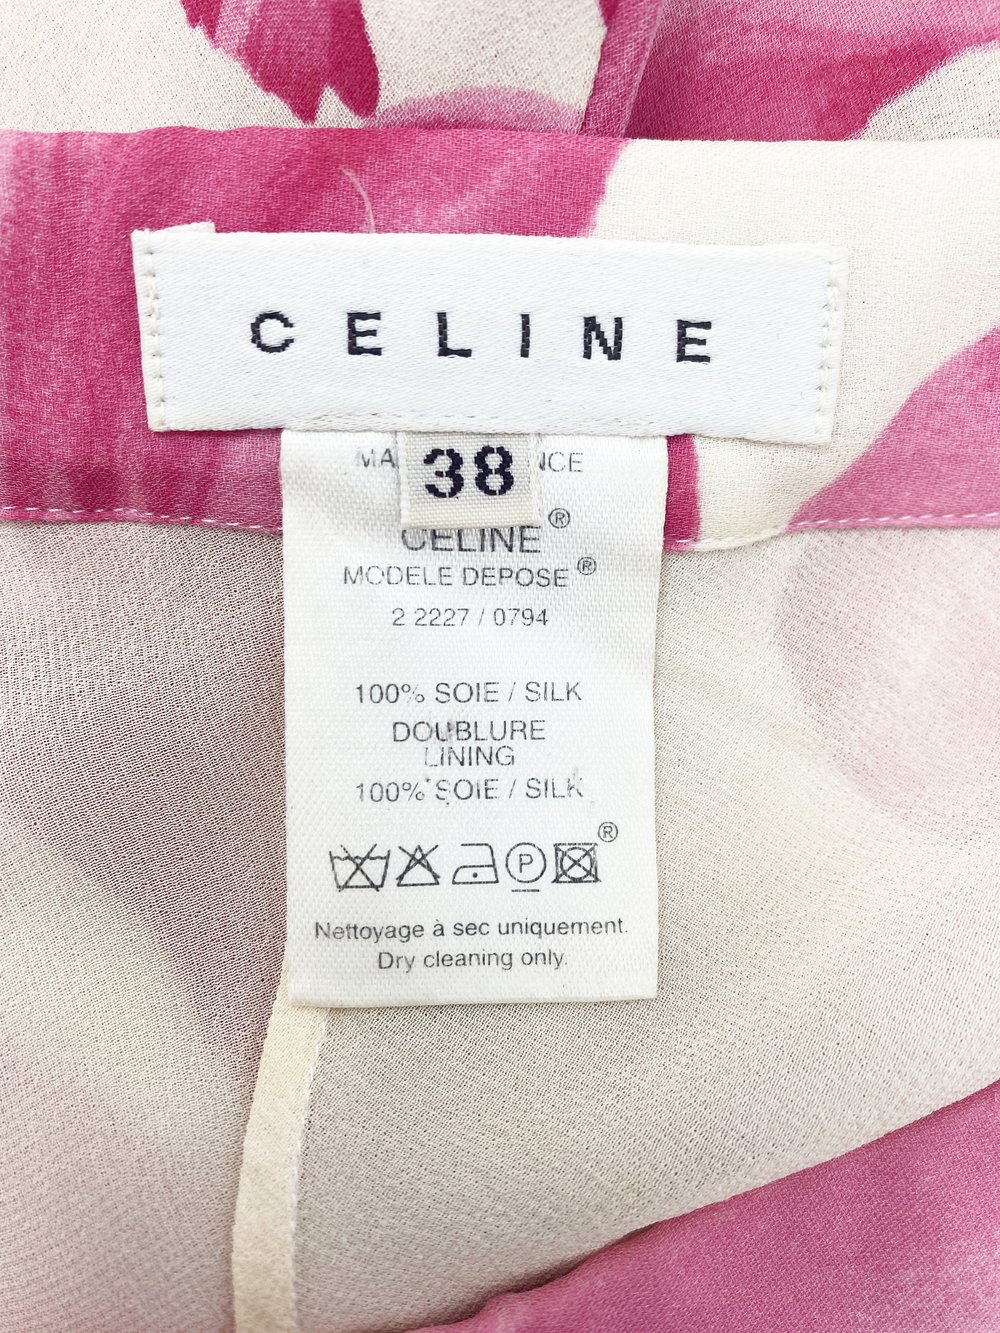 CELINE
38
CELINE ®
MODELE DEPOSE ®
2 2227 / 0794
100% SOIE / SILK
DOUBLURE
LINING
100% SOIE / SILK
P
®
Nettoyage à sec uniquement.
Dry cleaning only.